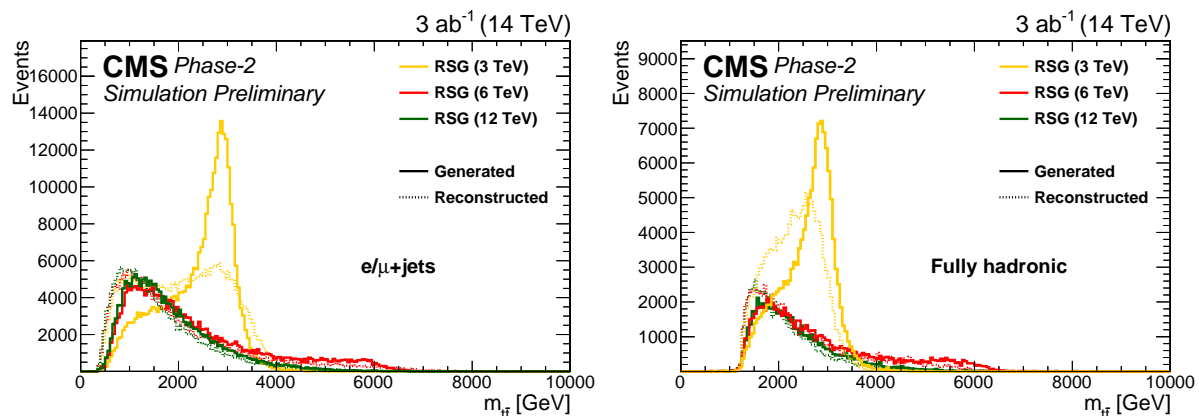 3 ab⁻¹ (14 TeV)
Events
CMS Phase-2
Simulation Preliminary
RSG (3 TeV)
RSG (6 TeV)
RSG (12 TeV)
Generated
Reconstructed
e/μ+jets
16000
14000
12000
10000
8000
6000
4000
2000
0
0 2000 4000 6000 8000 10000
m_tt̄ [GeV]
3 ab⁻¹ (14 TeV)
Events
CMS Phase-2
Simulation Preliminary
RSG (3 TeV)
RSG (6 TeV)
RSG (12 TeV)
Generated
Reconstructed
Fully hadronic
9000
8000
7000
6000
5000
4000
3000
2000
1000
0
0 2000 4000 6000 8000 10000
m_tt̄ [GeV]